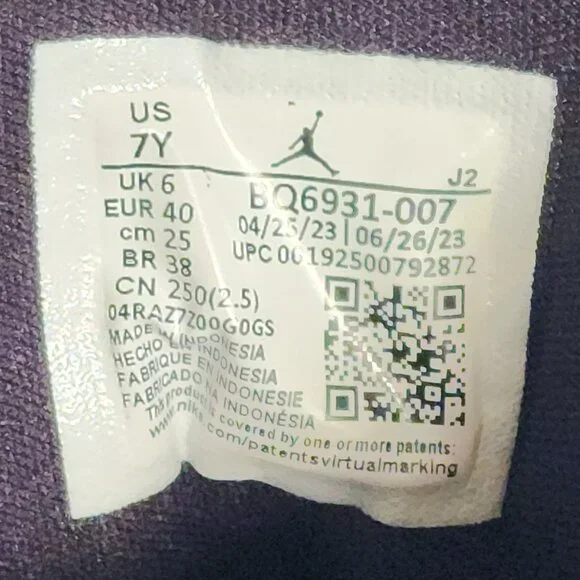 US
7Y
J2
UK 6
EUR 40
cm 25
BR 38
CN 250(2.5)
BQ6931-007
04/25/23 | 06/26/23
UPC 00192500792872
04RAZ7Z00G0GS
MADE IN INDONESIA
HECHO EN INDONESIA
FABRIQUE EN INDONESIE
FABRICADO NA INDONÉSIA
This product is covered by one or more patents:
www.nike.com/patentsvirtualmarking